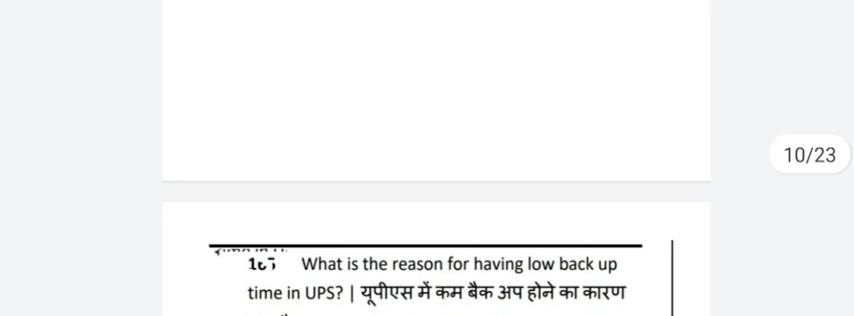 10/23
What is the reason for having low back up
time in UPS? | यूपीएस में कम बैक अप होने का कारण